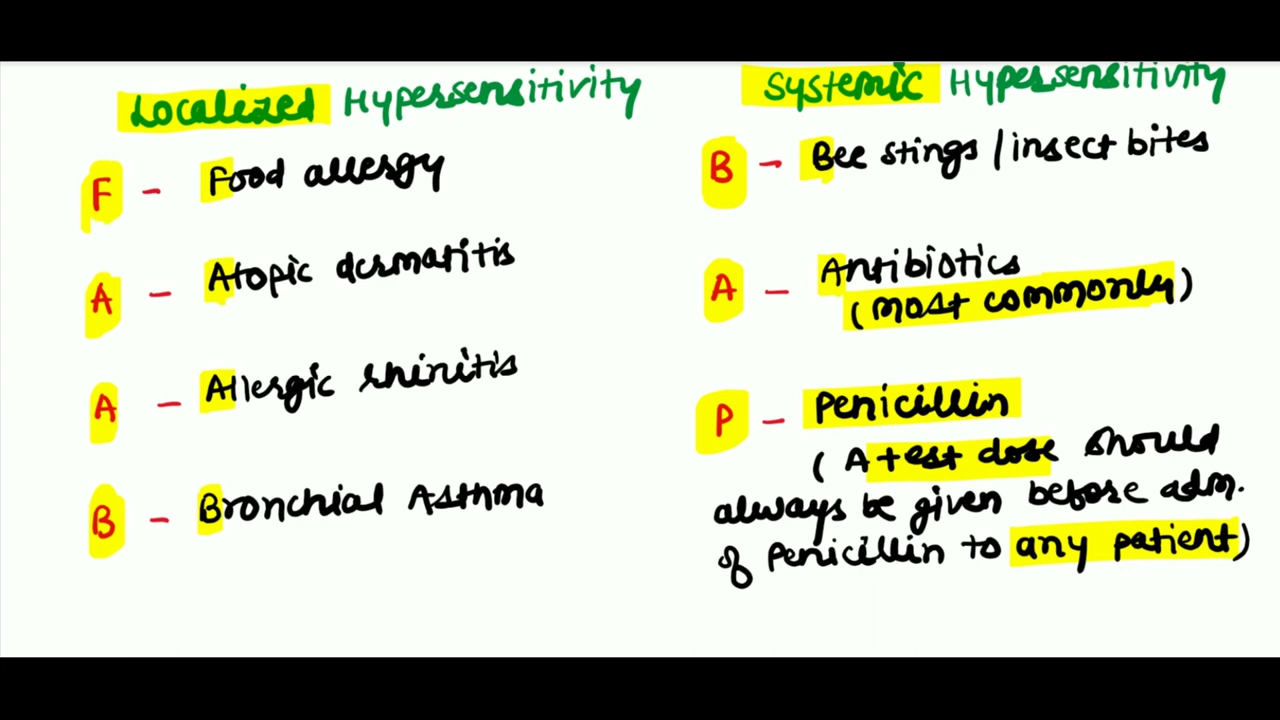 Localized Hypersensitivity
F - Food allergy
A - Atopic dermatitis
A - Allergic rhinitis
B - Bronchial Asthma
Systemic Hypersensitivity
B - Bee stings / insect bites
A - Antibiotics
(most commonly)
P - Penicillin
( A test dose should
always be given before adm.
of Penicillin to any patient)